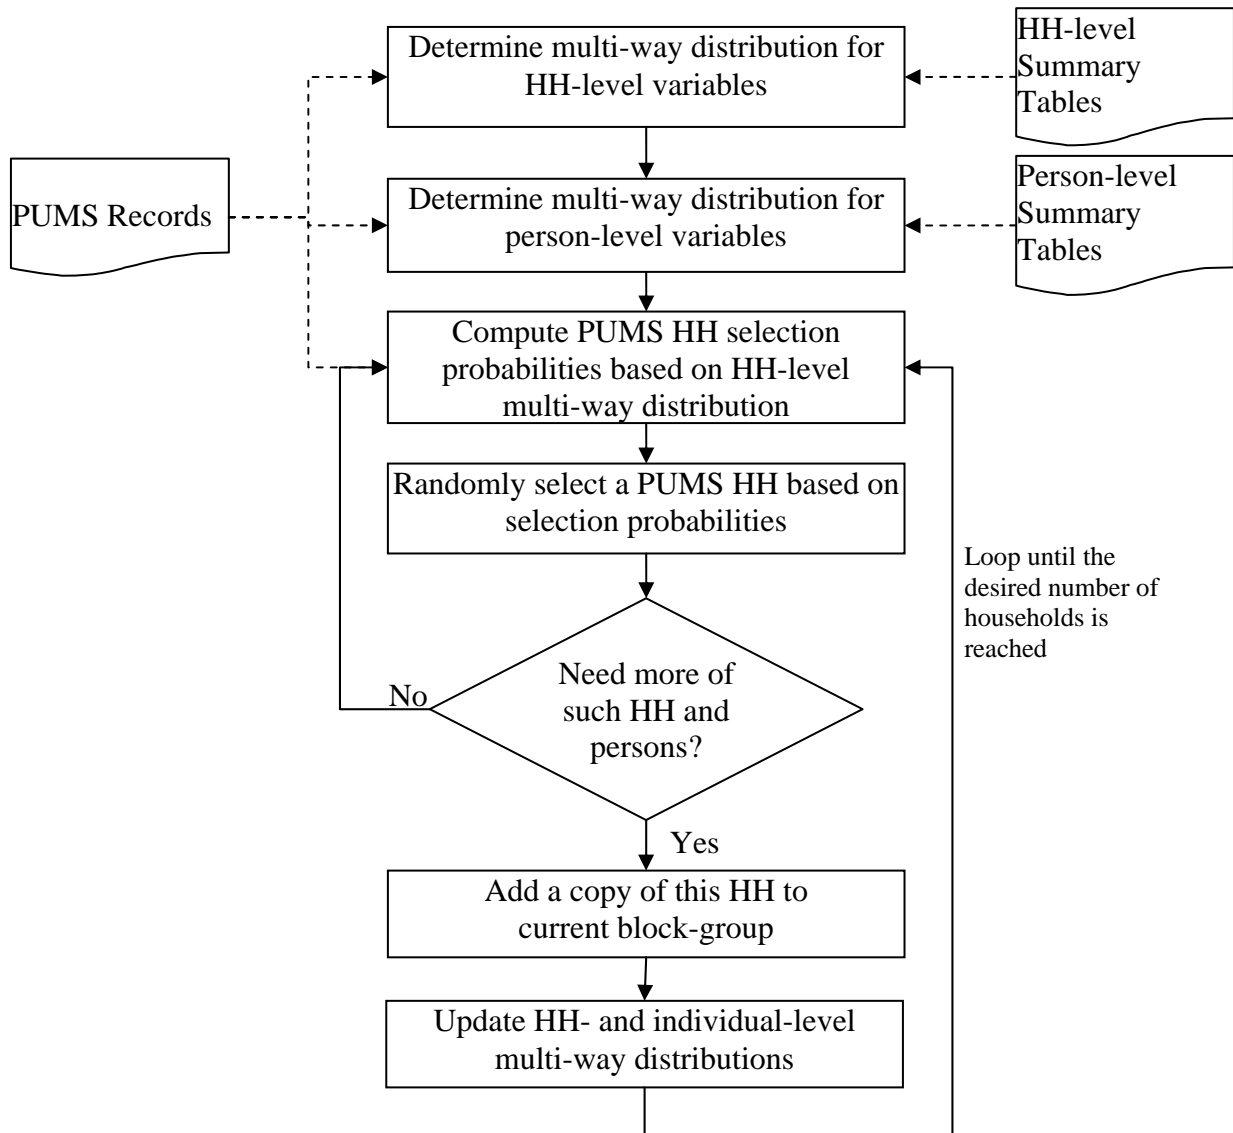 Determine multi-way distribution for
HH-level variables
HH-level
Summary
Tables
PUMS Records
Determine multi-way distribution for
person-level variables
Person-level
Summary
Tables
Compute PUMS HH selection
probabilities based on HH-level
multi-way distribution
Randomly select a PUMS HH based on
selection probabilities
Loop until the
desired number of
households is
reached
Need more of
such HH and
persons?
No
Yes
Add a copy of this HH to
current block-group
Update HH- and individual-level
multi-way distributions